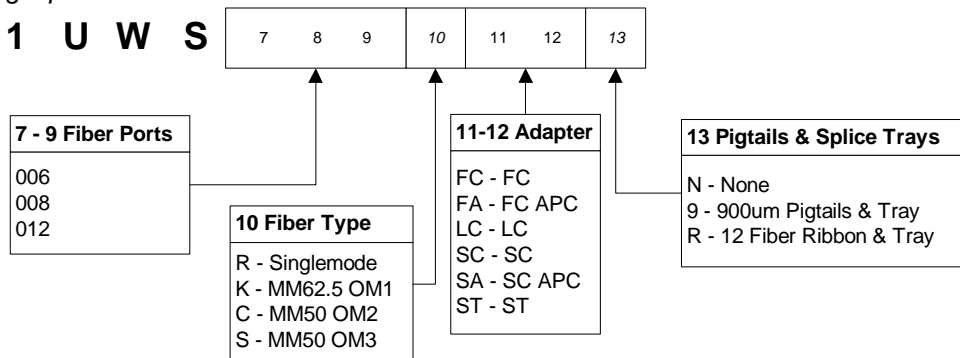 1 U W S 7 8 9 10 11 12 13
7 - 9 Fiber Ports
006
008
012
10 Fiber Type
R - Singlemode
K - MM62.5 OM1
C - MM50 OM2
S - MM50 OM3
11-12 Adapter
FC - FC
FA - FC APC
LC - LC
SC - SC
SA - SC APC
ST - ST
13 Pigtails & Splice Trays
N - None
9 - 900um Pigtails & Tray
R - 12 Fiber Ribbon & Tray